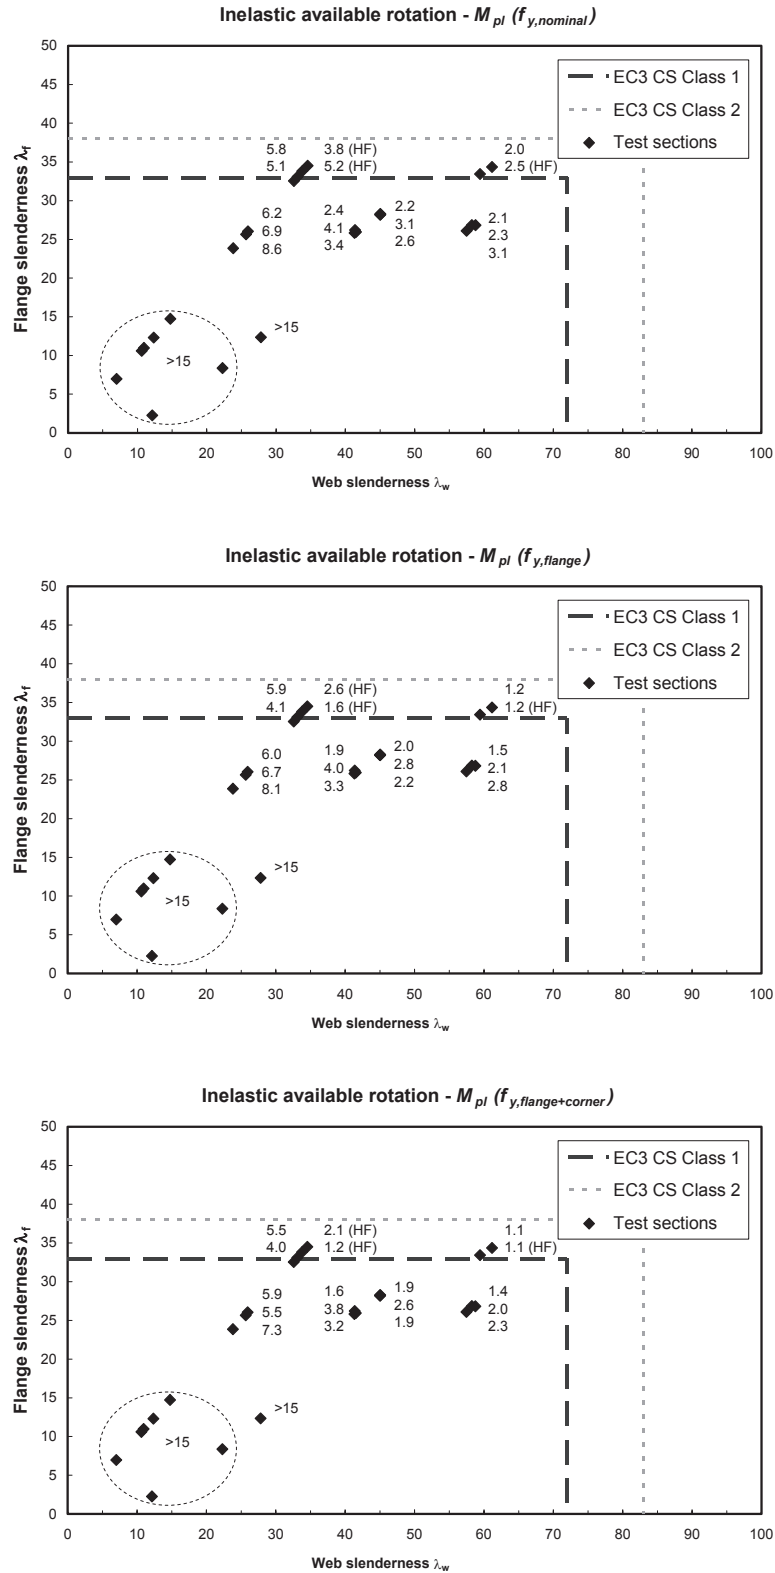 Inelastic available rotation - M pl (f y,nominal)
50
45
40
35
30
25
20
15
10
5
0
Flange slenderness λf
EC3 CS Class 1
EC3 CS Class 2
Test sections
5.8 3.8 (HF) 2.0
5.1 5.2 (HF) 2.5 (HF)
6.2 2.4 2.2 2.1
6.9 4.1 3.1 2.3
8.6 3.4 2.6 3.1
>15
>15
0 10 20 30 40 50 60 70 80 90 100
Web slenderness λw
Inelastic available rotation - M pl (f y,flange)
50
45
40
35
30
25
20
15
10
5
0
Flange slenderness λf
EC3 CS Class 1
EC3 CS Class 2
Test sections
5.9 2.6 (HF) 1.2
4.1 1.6 (HF) 1.2 (HF)
6.0 1.9 2.0 1.5
6.7 4.0 2.8 2.1
8.1 3.3 2.2 2.8
>15
>15
0 10 20 30 40 50 60 70 80 90 100
Web slenderness λw
Inelastic available rotation - M pl (f y,flange+corner)
50
45
40
35
30
25
20
15
10
5
0
Flange slenderness λf
EC3 CS Class 1
EC3 CS Class 2
Test sections
5.5 2.1 (HF) 1.1
4.0 1.2 (HF) 1.1 (HF)
5.9 1.6 1.9 1.4
5.5 3.8 2.6 2.0
7.3 3.2 1.9 2.3
>15
>15
0 10 20 30 40 50 60 70 80 90 100
Web slenderness λw